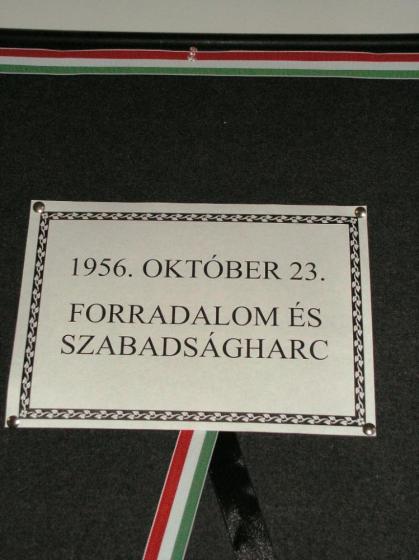 1956. OKTÓBER 23.
FORRADALOM ÉS
SZABADSÁGHARC